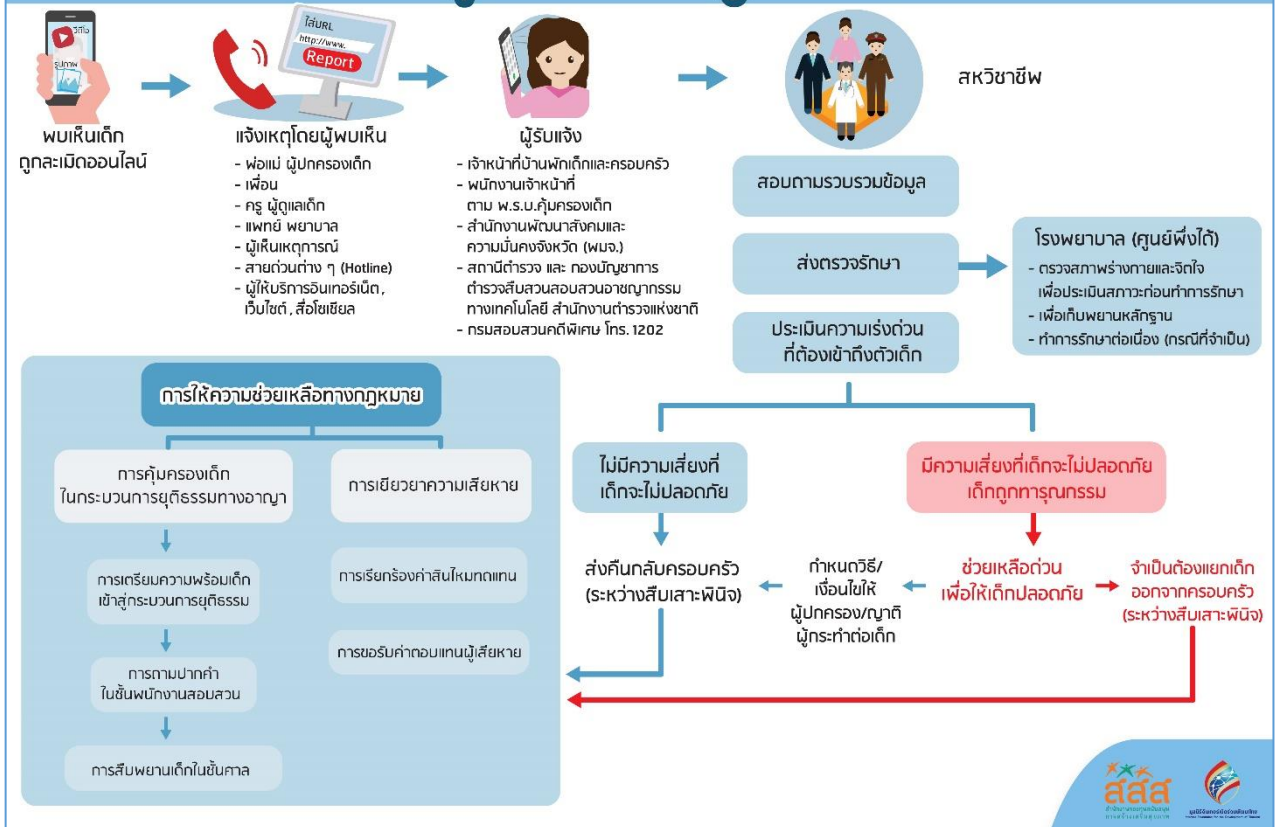 วิดีโอ
รูปภาพ
ใส่URL
http://www.
Report
พบเห็นเด็ก
ถูกละเมิดออนไลน์
แจ้งเหตุโดยผู้พบเห็น
- พ่อแม่ ผู้ปกครองเด็ก
- เพื่อน
- ครู ผู้ดูแลเด็ก
- แพทย์ พยาบาล
- ผู้เห็นเหตุการณ์
- สายด่วนต่าง ๆ (Hotline)
- ผู้ให้บริการอินเทอร์เน็ต,
เว็บไซต์, สื่อโซเชียล
ผู้รับแจ้ง
- เจ้าหน้าที่บ้านพักเด็กและครอบครัว
- พนักงานเจ้าหน้าที่
ตาม พ.ร.บ.คุ้มครองเด็ก
- สำนักงานพัฒนาสังคมและ
ความมั่นคงจังหวัด (พมจ.)
- สถานีตำรวจ และ กองบัญชาการ
ตำรวจสืบสวนสอบสวนอาชญากรรม
ทางเทคโนโลยี สำนักงานตำรวจแห่งชาติ
- กรมสอบสวนคดีพิเศษ โทร. 1202
สหวิชาชีพ
สอบถามรวบรวมข้อมูล
ส่งตรวจรักษา
โรงพยาบาล (ศูนย์พึ่งได้)
- ตรวจสภาพร่างกายและจิตใจ
เพื่อประเมินสภาวะก่อนทำการรักษา
- เพื่อเก็บพยานหลักฐาน
- ทำการรักษาต่อเนื่อง (กรณีที่จำเป็น)
ประเมินความเร่งด่วน
ที่ต้องเข้าถึงตัวเด็ก
ไม่มีความเสี่ยงที่
เด็กจะไม่ปลอดภัย
มีความเสี่ยงที่เด็กจะไม่ปลอดภัย
เด็กถูกทารุณกรรม
ส่งคืนกลับครอบครัว
(ระหว่างสืบเสาะพินิจ)
กำหนดวิธี/
เงื่อนไขให้
ผู้ปกครอง/ญาติ
ผู้กระทำต่อเด็ก
ช่วยเหลือด่วน
เพื่อให้เด็กปลอดภัย
จำเป็นต้องแยกเด็ก
ออกจากครอบครัว
(ระหว่างสืบเสาะพินิจ)
การให้ความช่วยเหลือทางกฎหมาย
การคุ้มครองเด็ก
ในกระบวนการยุติธรรมทางอาญา
การเตรียมความพร้อมเด็ก
เข้าสู่กระบวนการยุติธรรม
การถามปากคำ
ในชั้นพนักงานสอบสวน
การสืบพยานเด็กในชั้นศาล
การเยียวยาความเสียหาย
การเรียกร้องค่าสินไหมทดแทน
การขอรับค่าตอบแทนผู้เสียหาย
สสส
สำนักงานกองทุนสนับสนุน
การสร้างเสริมสุขภาพ